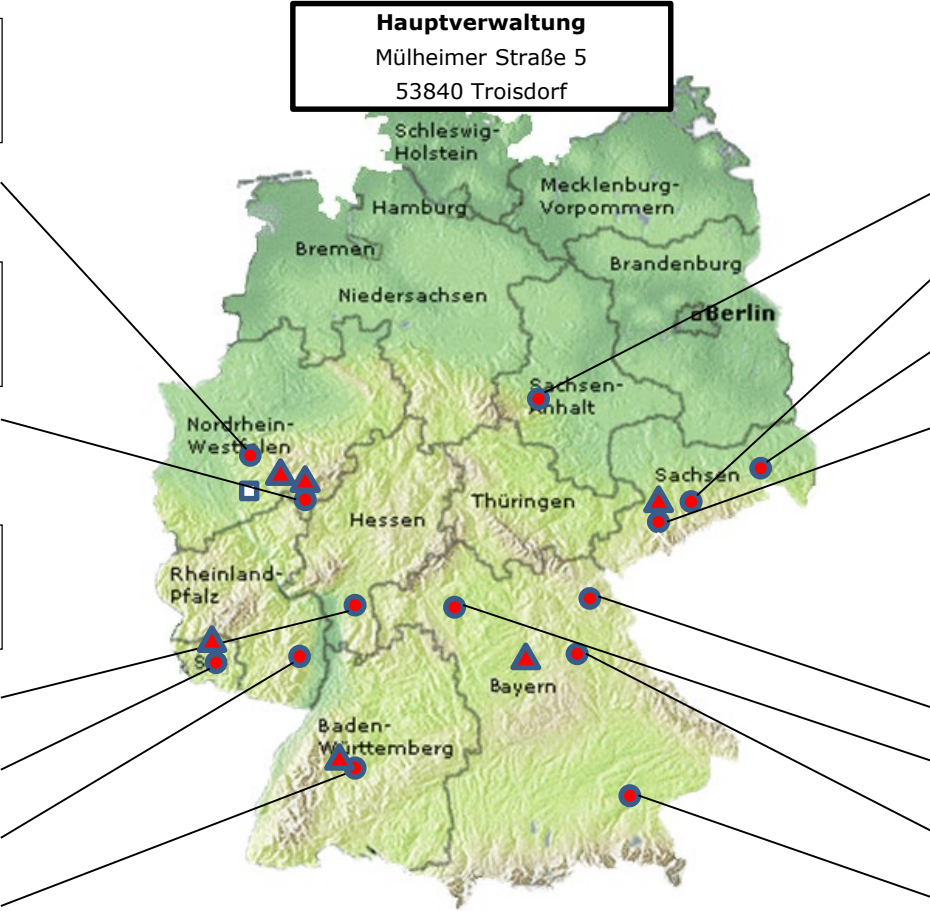 Hauptverwaltung
Mülheimer Straße 5
53840 Troisdorf
Schleswig-
Holstein
Mecklenburg-
Vorpommern
Hamburg
Bremen
Brandenburg
Niedersachsen
Berlin
Sachsen-
Anhalt
Nordrhein-
Westfalen
Sachsen
Thüringen
Hessen
Rheinland-
Pfalz
Bayern
Baden-
Württemberg